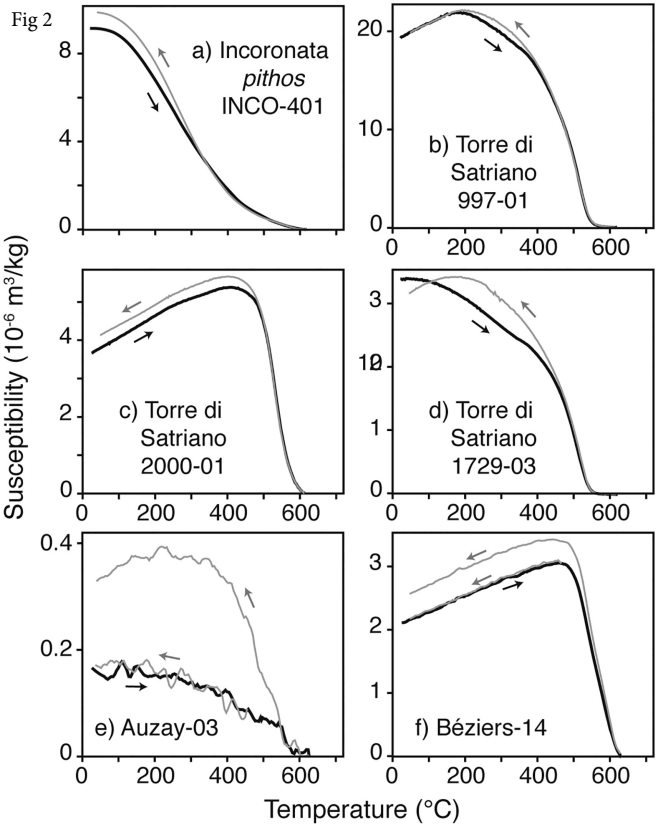 Fig 2
Susceptibility (10⁻⁶ m³/kg)
8
4
0
a) Incoronata
pithos
INCO-401
20
10
0
b) Torre di
Satriano
997-01
4
2
0
0 200 400 600
c) Torre di
Satriano
2000-01
3
12
1
0
0 200 400 600
d) Torre di
Satriano
1729-03
0.4
0.2
0
0 200 400 600
e) Auzay-03
3
2
1
0
0 200 400 600
f) Béziers-14
Temperature (°C)